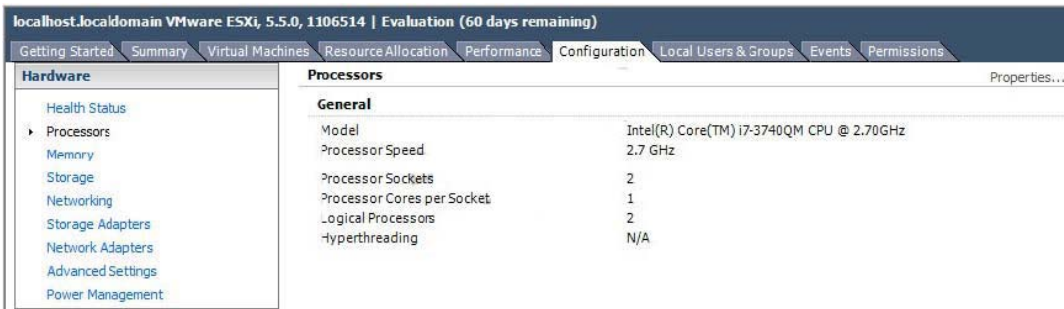 localhost.localdomain VMware ESXi, 5.5.0, 1106514 | Evaluation (60 days remaining)
Getting Started Summary Virtual Machines Resource Allocation Performance Configuration Local Users & Groups Events Permissions
Hardware
Health Status
Processors
Memory
Storage
Networking
Storage Adapters
Network Adapters
Advanced Settings
Power Management
Processors
Properties...
General
Model Intel(R) Core(TM) i7-3740QM CPU @ 2.70GHz
Processor Speed 2.7 GHz
Processor Sockets 2
Processor Cores per Socket 1
Logical Processors 2
Hyperthreading N/A